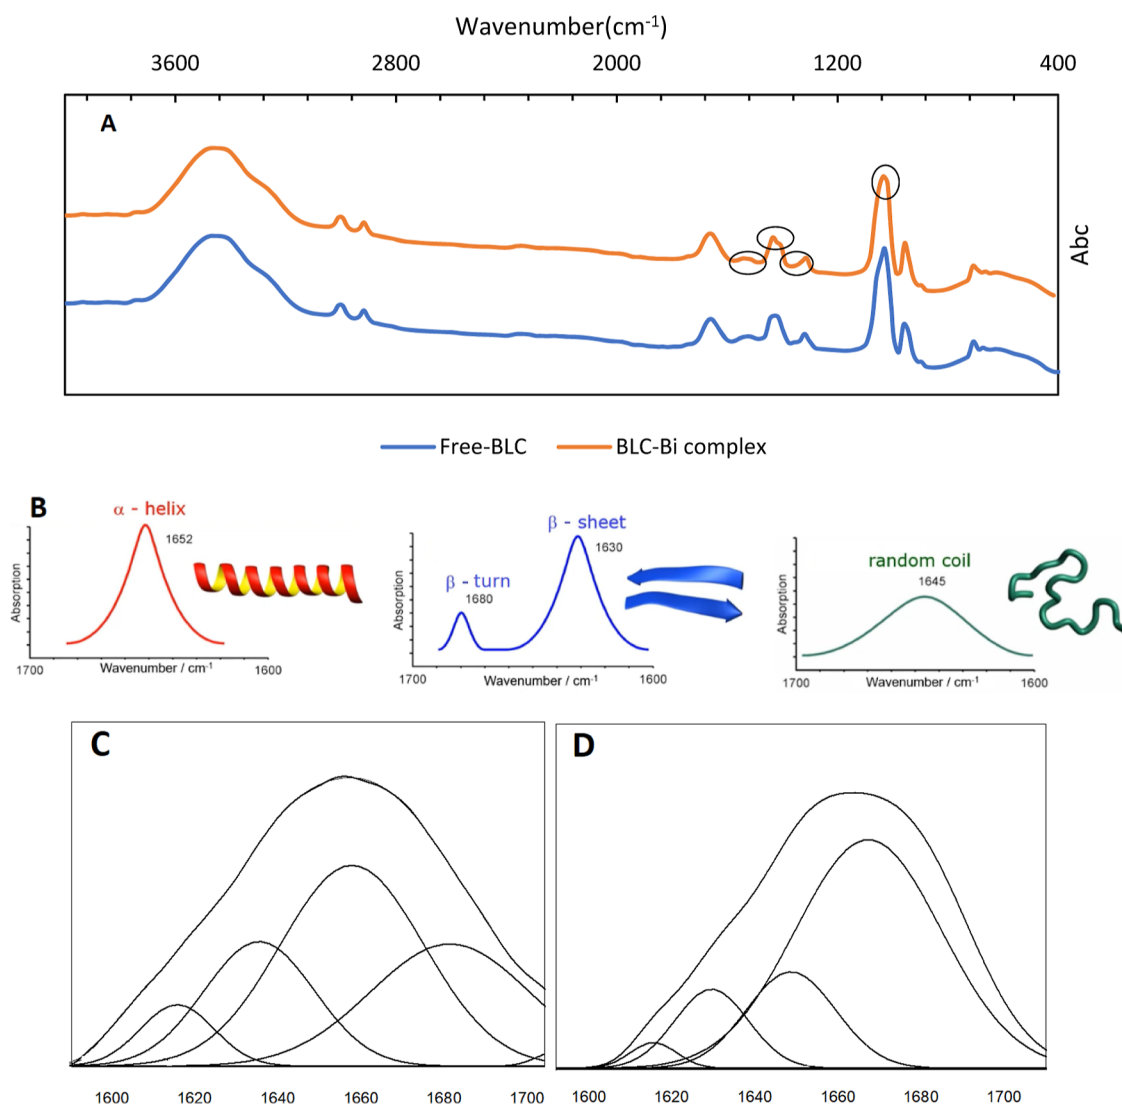 Wavenumber(cm-1)
3600 2800 2000 1200 400
A
Abc
Free-BLC BLC-Bi complex
B
α - helix
1652
Absorption
1700 1600
Wavenumber / cm-1
β - sheet
1630
β - turn
1680
Absorption
1700 1600
Wavenumber / cm-1
random coil
1645
Absorption
1700 1600
Wavenumber / cm-1
C
1600 1620 1640 1660 1680 1700
D
1600 1620 1640 1660 1680 1700